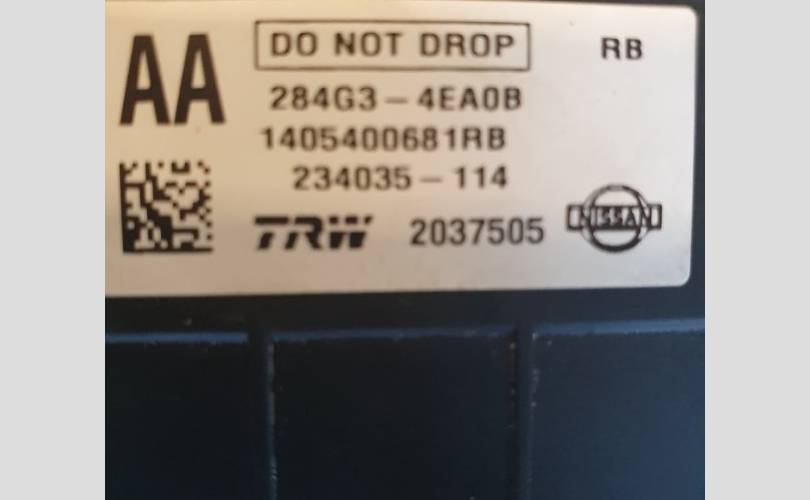 AA
DO NOT DROP
RB
284G3-4EA0B
1405400681RB
234035-114
TRW 2037505 NISSAN